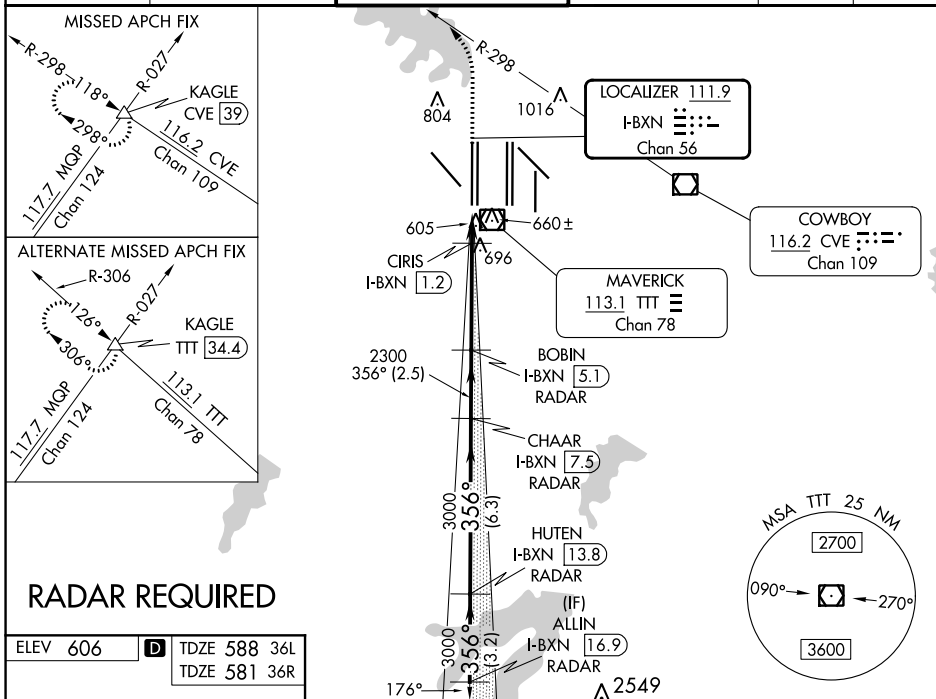 MISSED APCH FIX
R-298
118°
R-027
298°
KAGLE
CVE 39
116.2 CVE
Chan 109
117.7 MQP
Chan 124
ALTERNATE MISSED APCH FIX
R-306
R-027
126°
306°
KAGLE
TTT 34.4
113.1 TTT
Chan 78
117.7 MQP
Chan 124
R-298
804
1016
LOCALIZER 111.9
I-BXN
Chan 56
COWBOY
116.2 CVE
Chan 109
605
660±
696
CIRIS
I-BXN 1.2
MAVERICK
113.1 TTT
Chan 78
2300
356° (2.5)
BOBIN
I-BXN 5.1
RADAR
CHAAR
I-BXN 7.5
RADAR
3000
356°
(6.3)
HUTEN
I-BXN 13.8
RADAR
(IF)
ALLIN
I-BXN 16.9
RADAR
3000
356°
(3.2)
176°
2549
MSA TTT 25 NM
2700
090°
270°
3600
RADAR REQUIRED
ELEV 606 D TDZE 588 36L
TDZE 581 36R